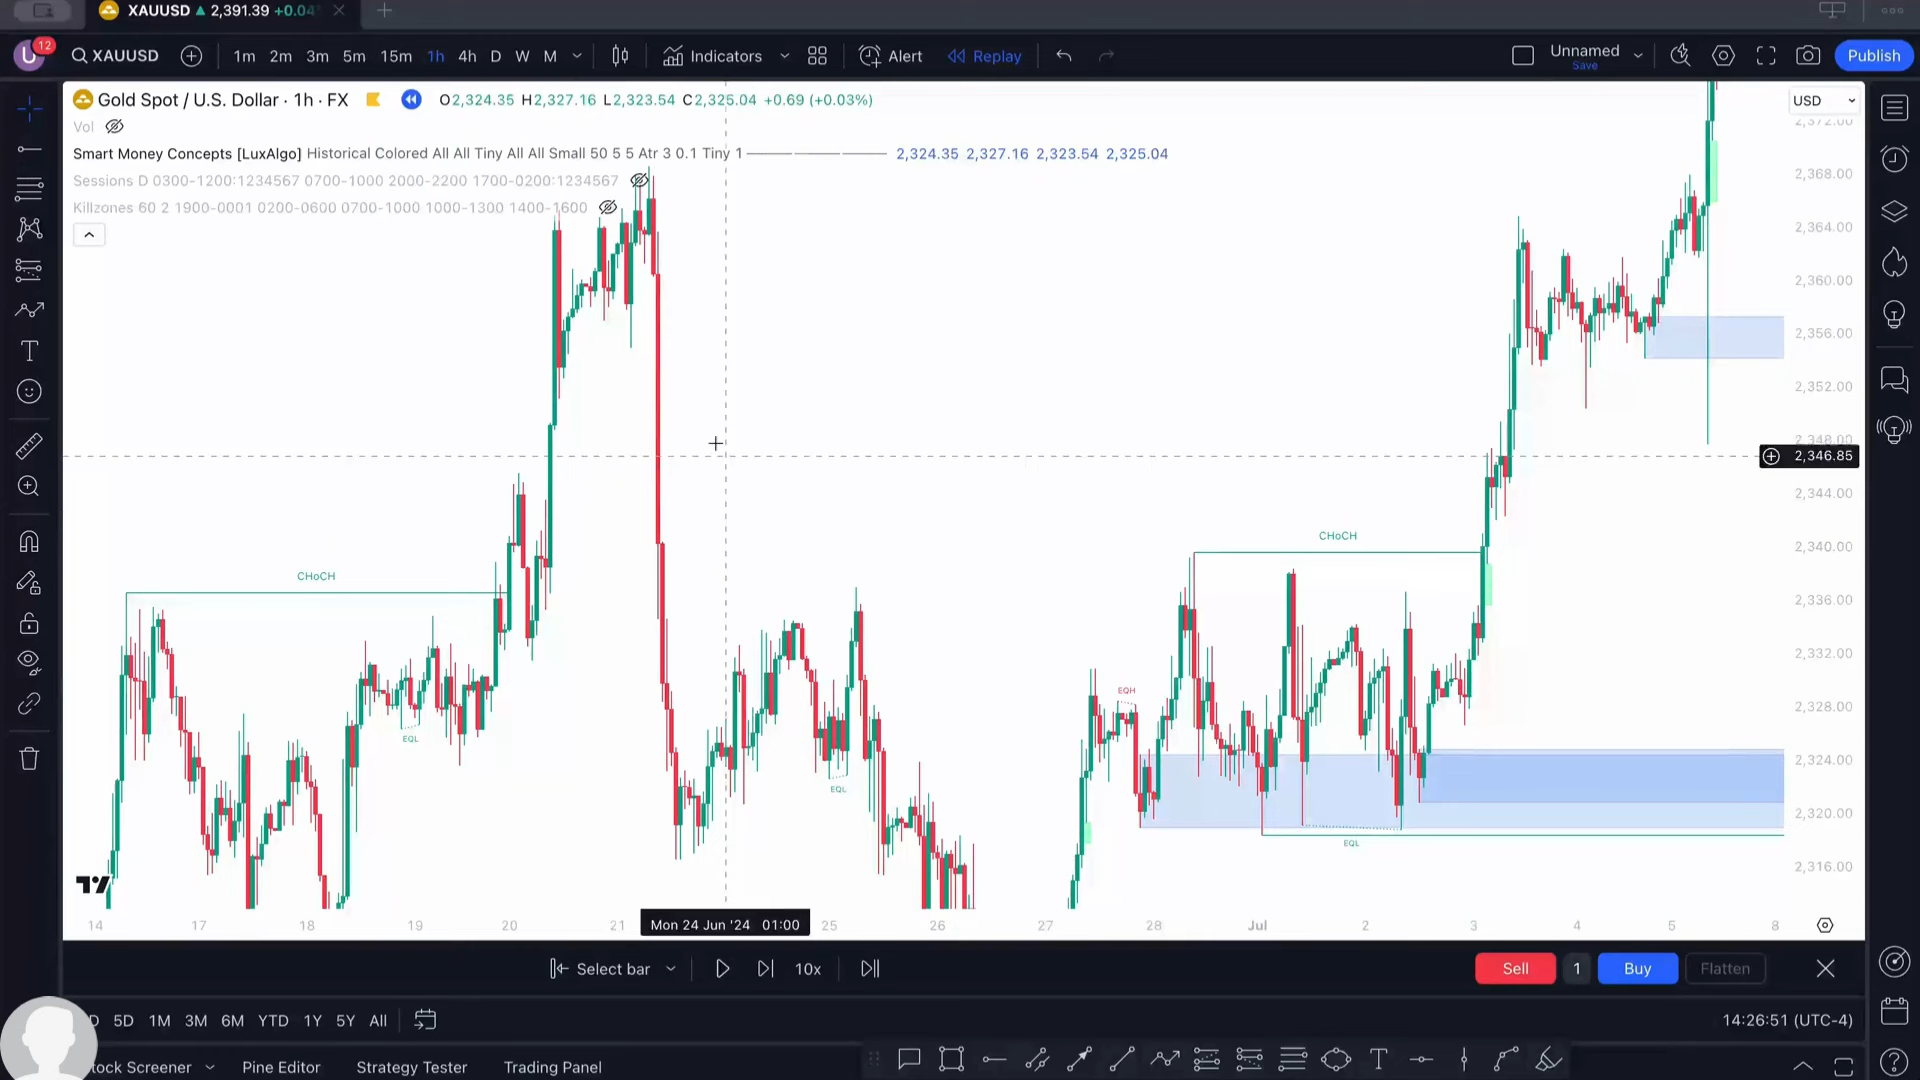 XAUUSD ▲ 2,391.39 +0.04
12
XAUUSD 1m 2m 3m 5m 15m 1h 4h D W M Indicators Alert Replay Unnamed Save Publish
Gold Spot / U.S. Dollar · 1h · FX O2,324.35 H2,327.16 L2,323.54 C2,325.04 +0.69 (+0.03%)
USD
Vol
Smart Money Concepts [LuxAlgo] Historical Colored All All Tiny All All Small 50 5 5 Atr 3 0.1 Tiny 1 2,324.35 2,327.16 2,323.54 2,325.04
Sessions D 0300-1200:1234567 0700-1000 2000-2200 1700-0200:1234567
Killzones 60 2 1900-0001 0200-0600 0700-1000 1000-1300 1400-1600
2,372.00
2,368.00
2,364.00
2,360.00
2,356.00
2,352.00
2,348.00
2,346.85
2,344.00
2,340.00
2,336.00
2,332.00
2,328.00
2,324.00
2,320.00
2,316.00
CHoCH
CHoCH
EQH
EQL
EQL
EQL
14 17 18 19 20 21 Mon 24 Jun '24 01:00 25 26 27 28 Jul 2 3 4 5 8
Select bar 10x Sell 1 Buy Flatten
5D 1M 3M 6M YTD 1Y 5Y All 14:26:51 (UTC-4)
tock Screener Pine Editor Strategy Tester Trading Panel